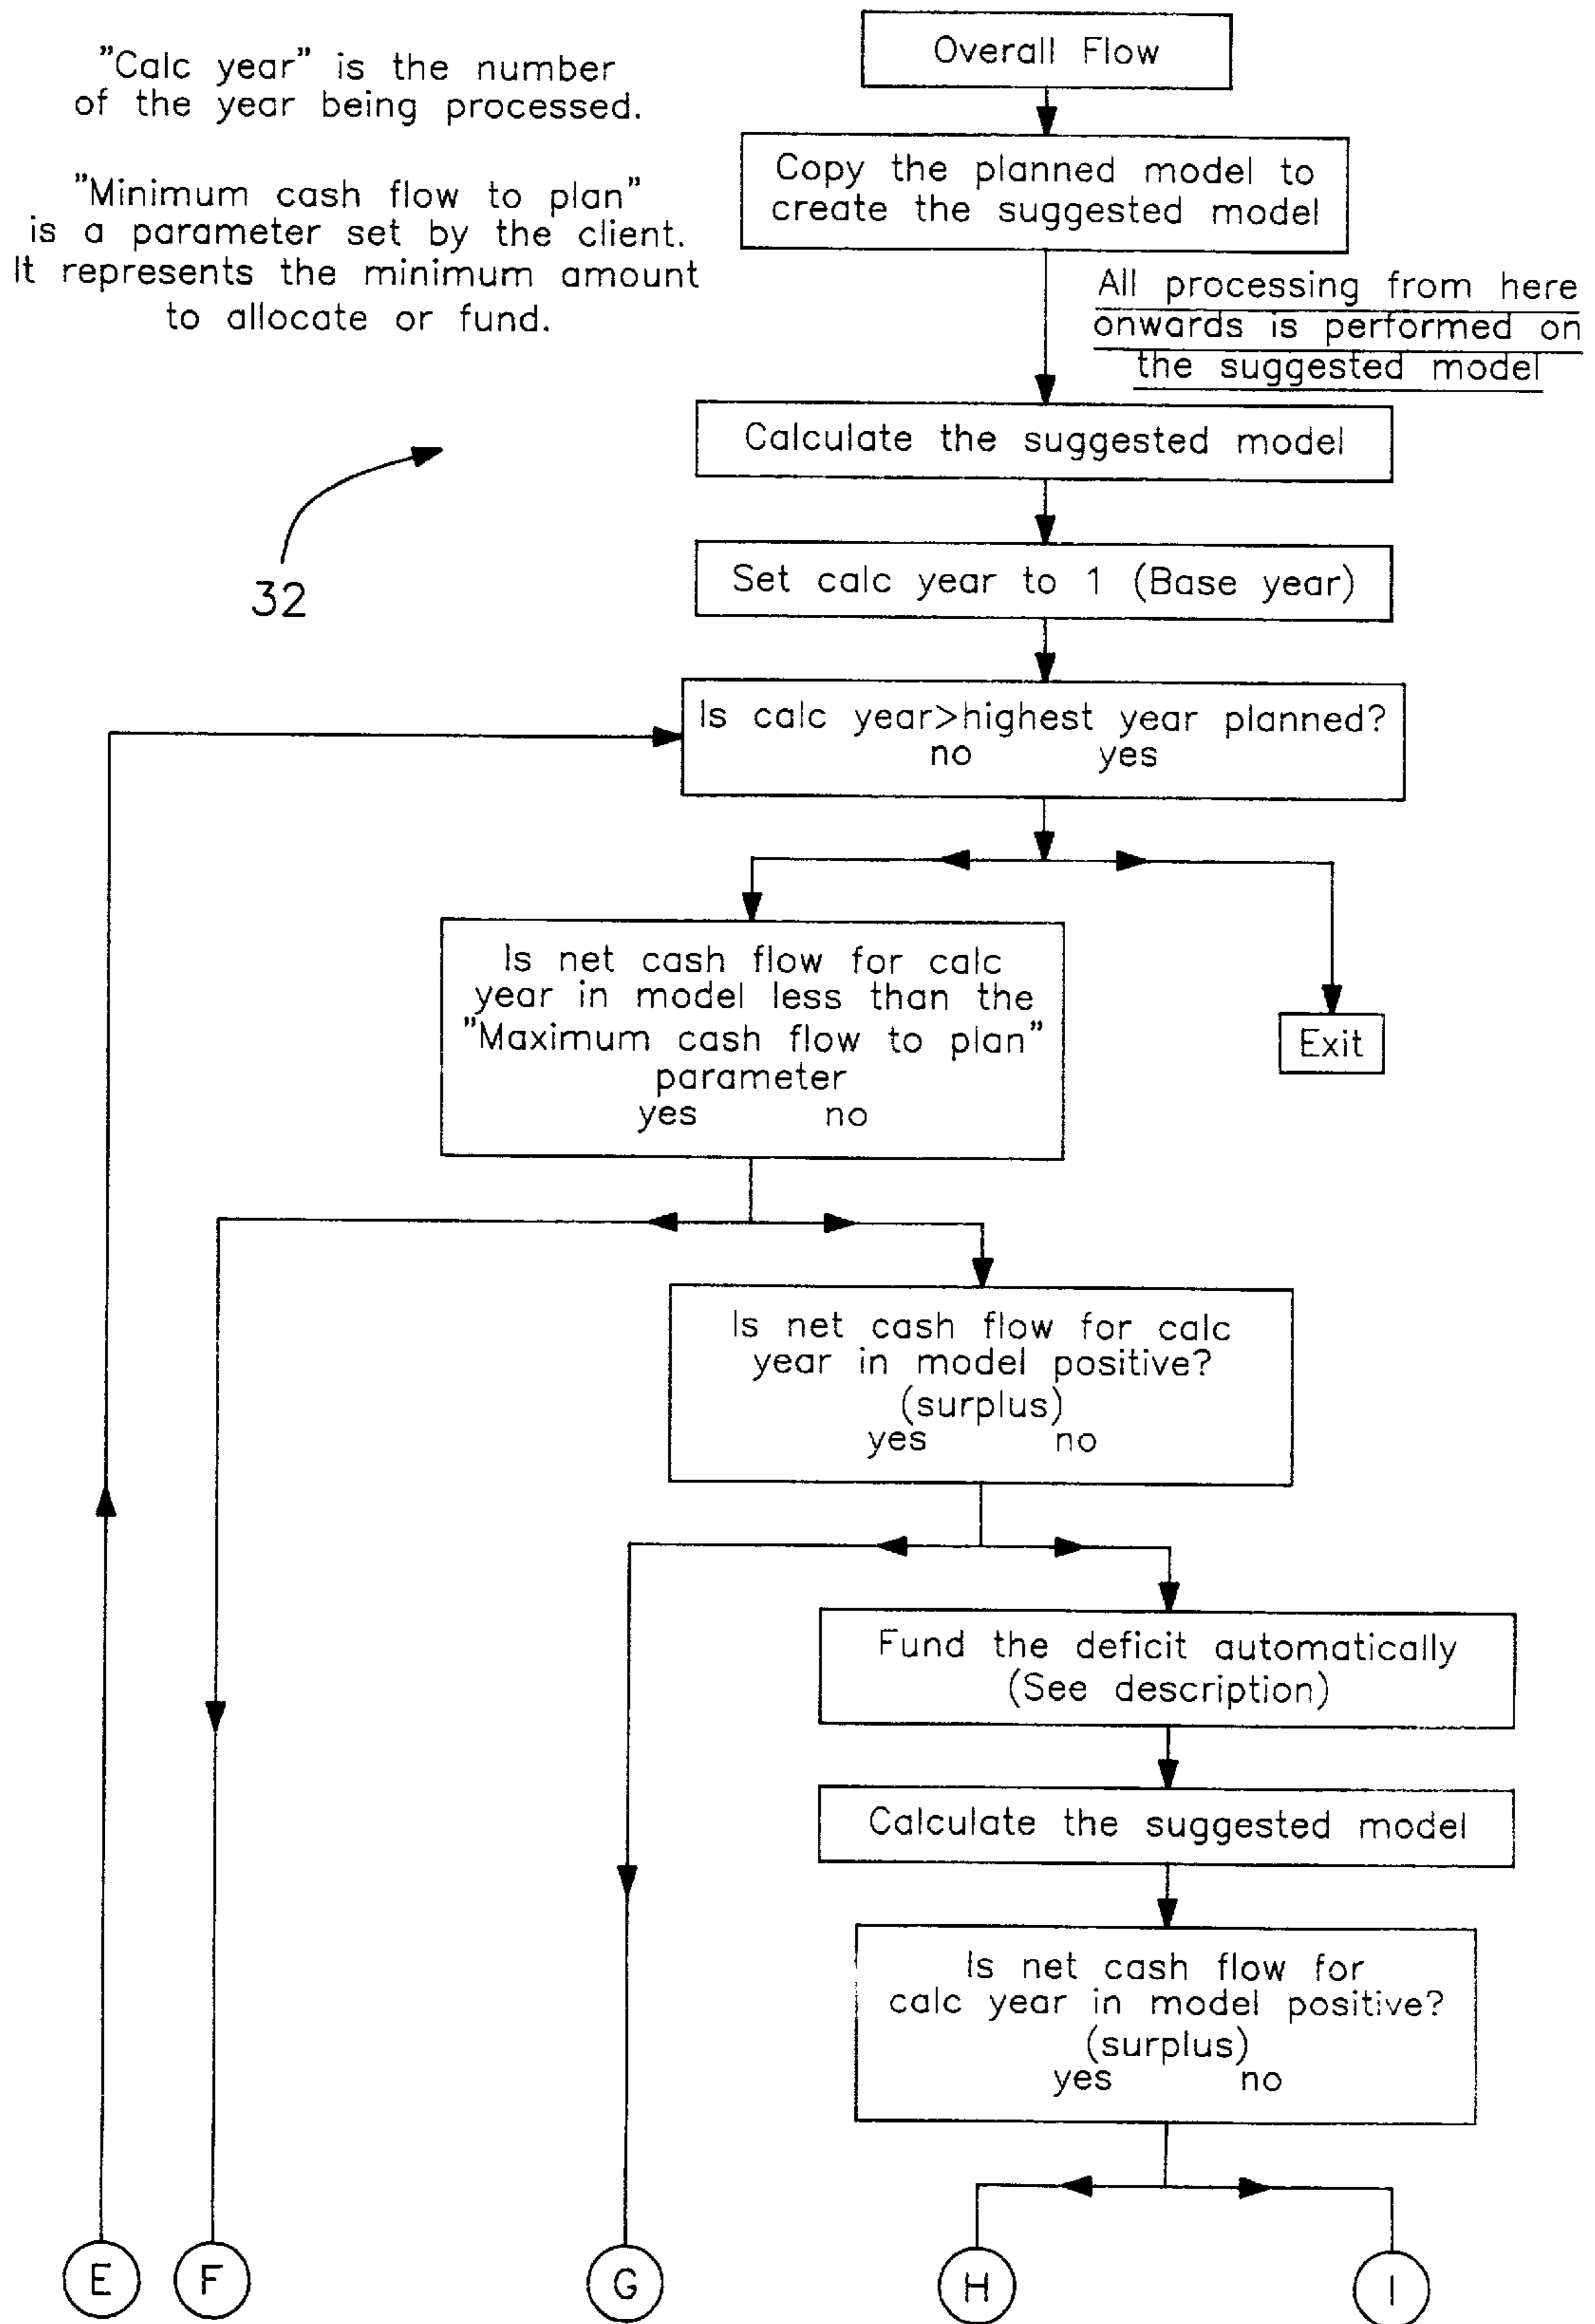 "Calc year" is the number
of the year being processed.
"Minimum cash flow to plan"
is a parameter set by the client.
It represents the minimum amount
to allocate or fund.
32
Overall Flow
Copy the planned model to
create the suggested model
All processing from here
onwards is performed on
the suggested model
Calculate the suggested model
Set calc year to 1 (Base year)
Is calc year>highest year planned?
no yes
Is net cash flow for calc
year in model less than the
"Maximum cash flow to plan"
parameter
yes no
Exit
Is net cash flow for calc
year in model positive?
(surplus)
yes no
Fund the deficit automatically
(See description)
Calculate the suggested model
Is net cash flow for
calc year in model positive?
(surplus)
yes no
E F G H I